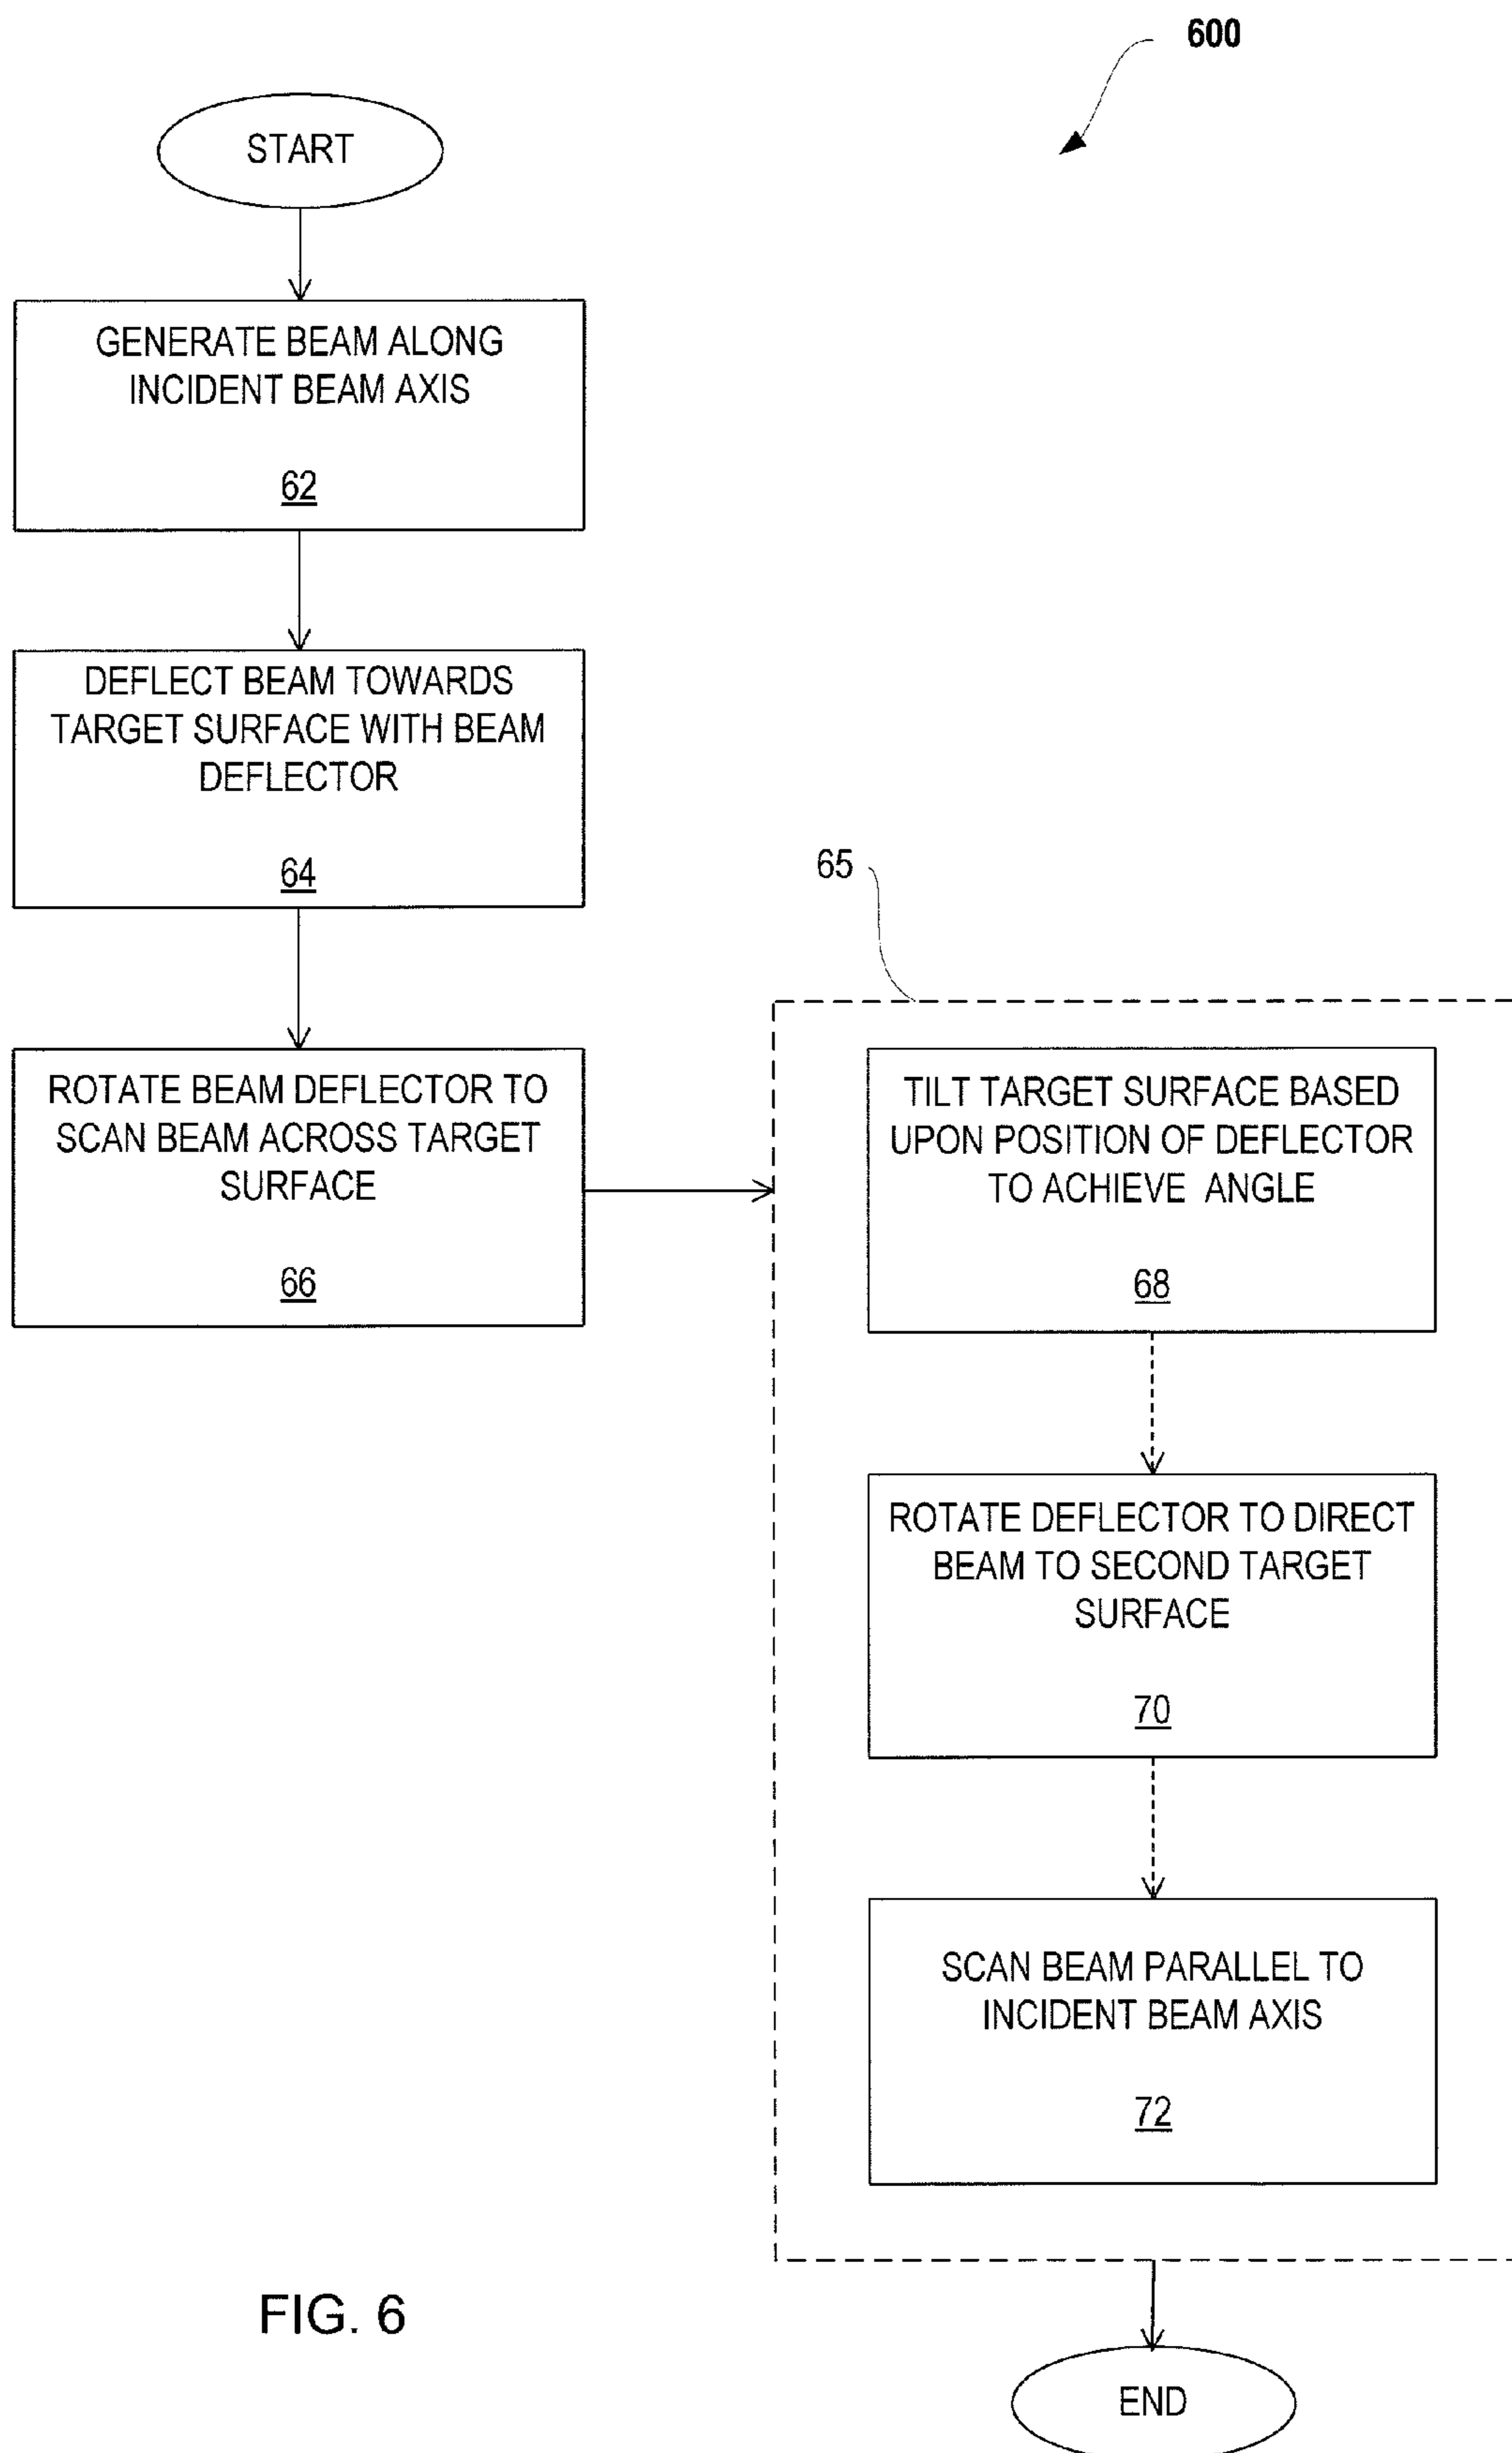 600
START
GENERATE BEAM ALONG
INCIDENT BEAM AXIS
62
DEFLECT BEAM TOWARDS
TARGET SURFACE WITH BEAM
DEFLECTOR
64
ROTATE BEAM DEFLECTOR TO
SCAN BEAM ACROSS TARGET
SURFACE
66
65
TILT TARGET SURFACE BASED
UPON POSITION OF DEFLECTOR
TO ACHIEVE ANGLE
68
ROTATE DEFLECTOR TO DIRECT
BEAM TO SECOND TARGET
SURFACE
70
SCAN BEAM PARALLEL TO
INCIDENT BEAM AXIS
72
END
FIG. 6